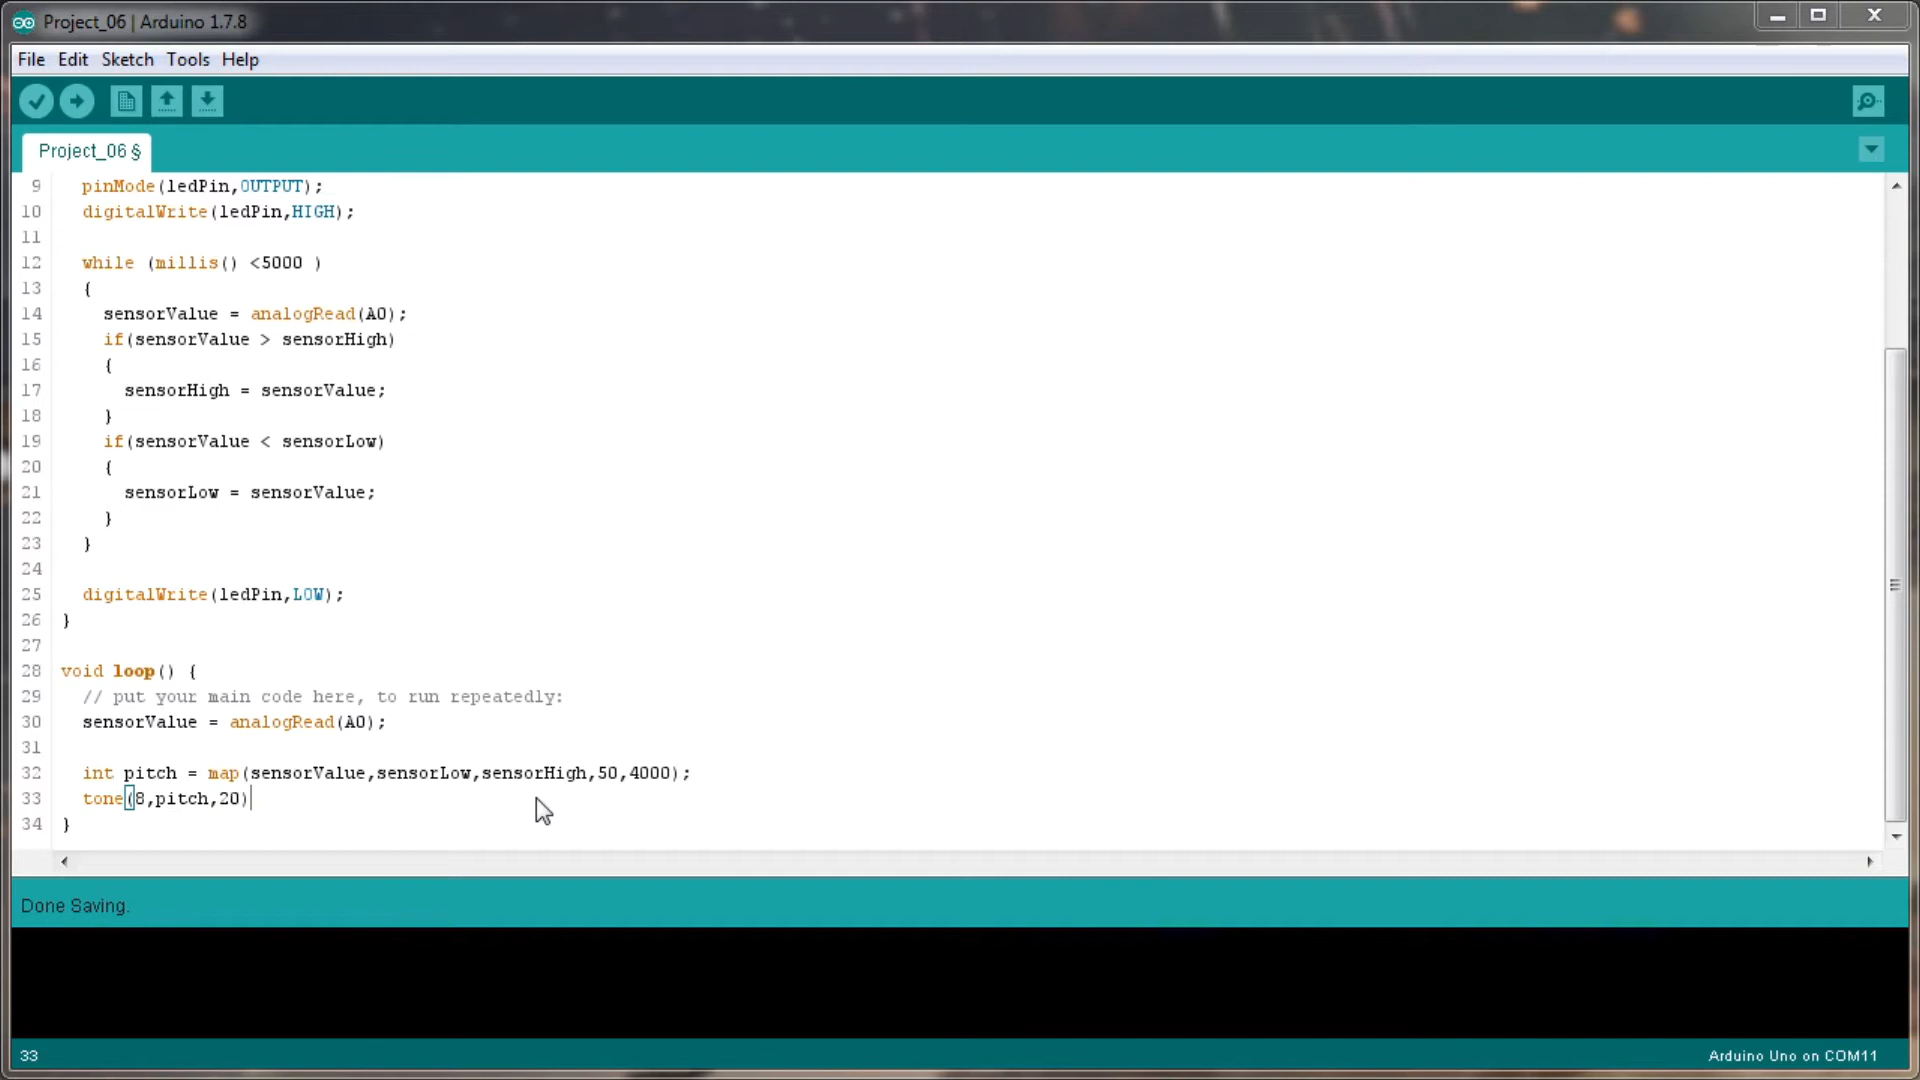 Project_06 | Arduino 1.7.8
File Edit Sketch Tools Help
Project_06 §
9 pinMode(ledPin,OUTPUT);
10 digitalWrite(ledPin,HIGH);
11
12 while (millis() <5000 )
13 {
14 sensorValue = analogRead(A0);
15 if(sensorValue > sensorHigh)
16 {
17 sensorHigh = sensorValue;
18 }
19 if(sensorValue < sensorLow)
20 {
21 sensorLow = sensorValue;
22 }
23 }
24
25 digitalWrite(ledPin,LOW);
26 }
27
28 void loop() {
29 // put your main code here, to run repeatedly:
30 sensorValue = analogRead(A0);
31
32 int pitch = map(sensorValue,sensorLow,sensorHigh,50,4000);
33 tone(8,pitch,20)
34 }
Done Saving.
33 Arduino Uno on COM11